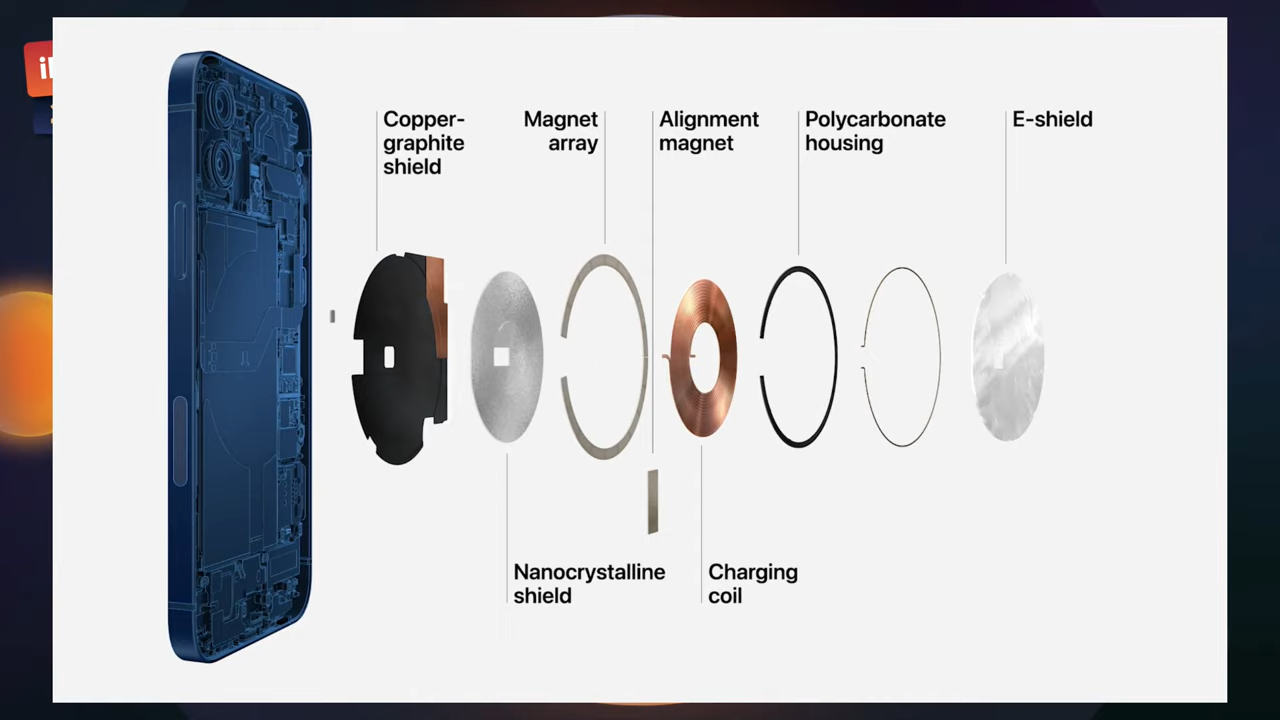 Copper-
graphite
shield
Magnet
array
Alignment
magnet
Polycarbonate
housing
E-shield
Nanocrystalline
shield
Charging
coil